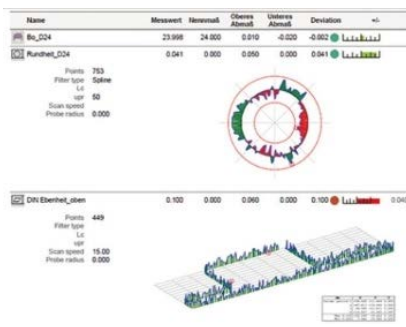 Name Messwert Nennmaß Oberes Abmaß Unteres Abmaß Deviation +/-
Bo_D24 23.998 24.000 0.010 -0.020 -0.002
Rundheit_D24 0.041 0.000 0.050 0.000 0.041
Points 753
Filter type Spline
Lc
upr 50
Scan speed
Probe radius 0.000
DIN Ebenheit_oben 0.100 0.000 0.060 0.000 0.100 0.040
Points 449
Filter type
Lc
upr
Scan speed 15.00
Probe radius 0.000